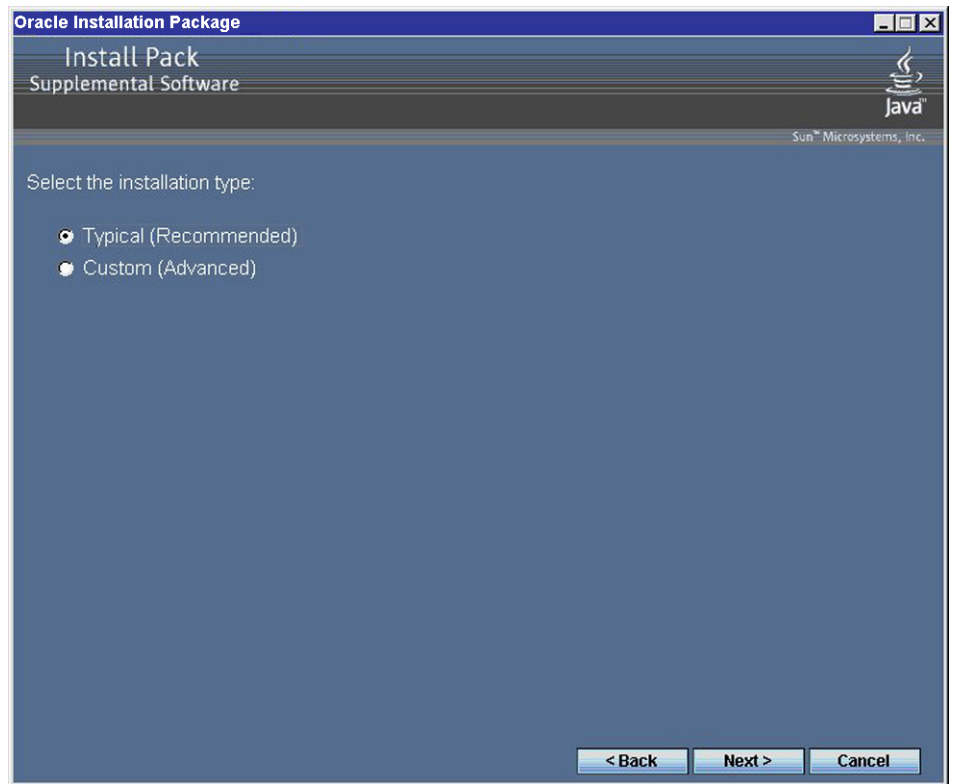 Oracle Installation Package
Install Pack
Supplemental Software
Java™
Sun™ Microsystems, Inc.
Select the installation type:
Typical (Recommended)
Custom (Advanced)
< Back
Next >
Cancel